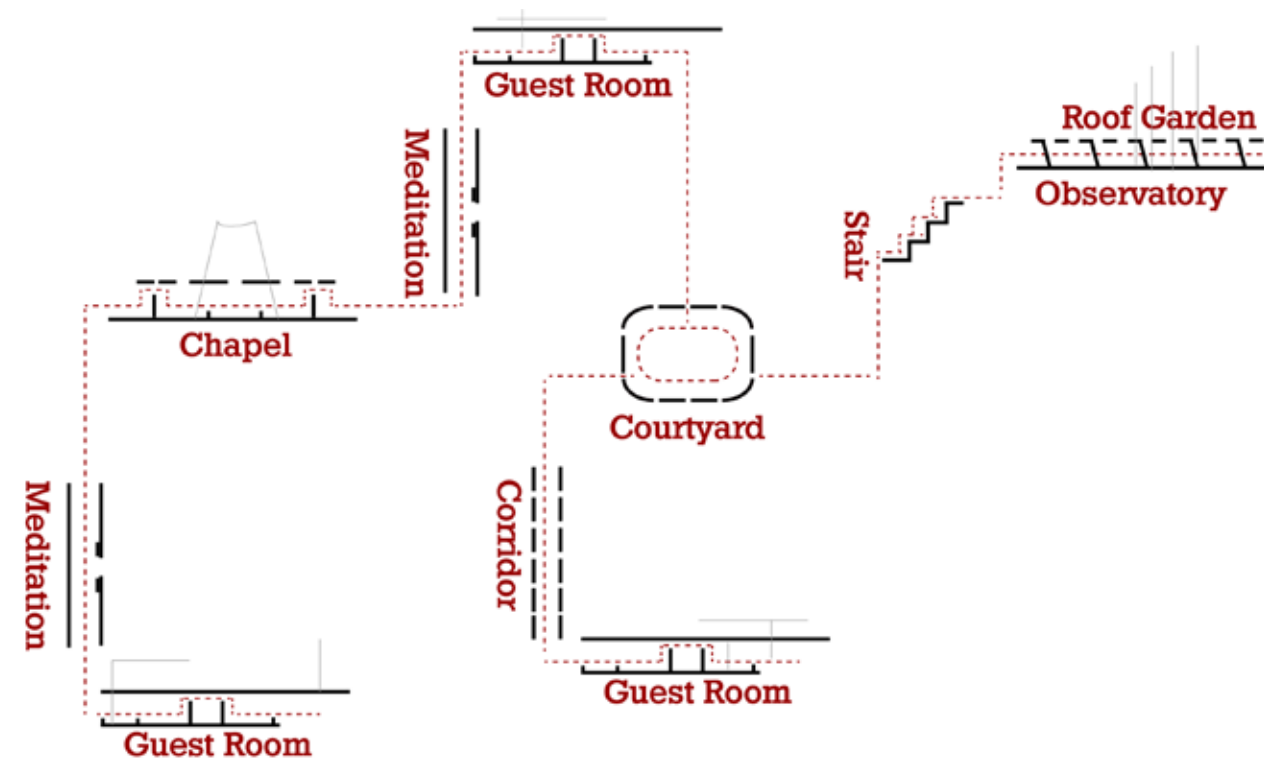 Guest Room
Roof Garden
Meditation
Observatory
Stair
Chapel
Courtyard
Meditation
Corridor
Guest Room
Guest Room